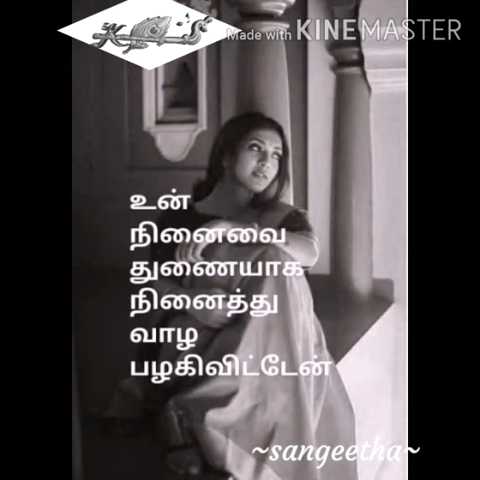 Made with KINEMASTER
உன்
நினைவை
துணையாக
நினைத்து
வாழ
பழகிவிட்டேன்
~sangeetha~